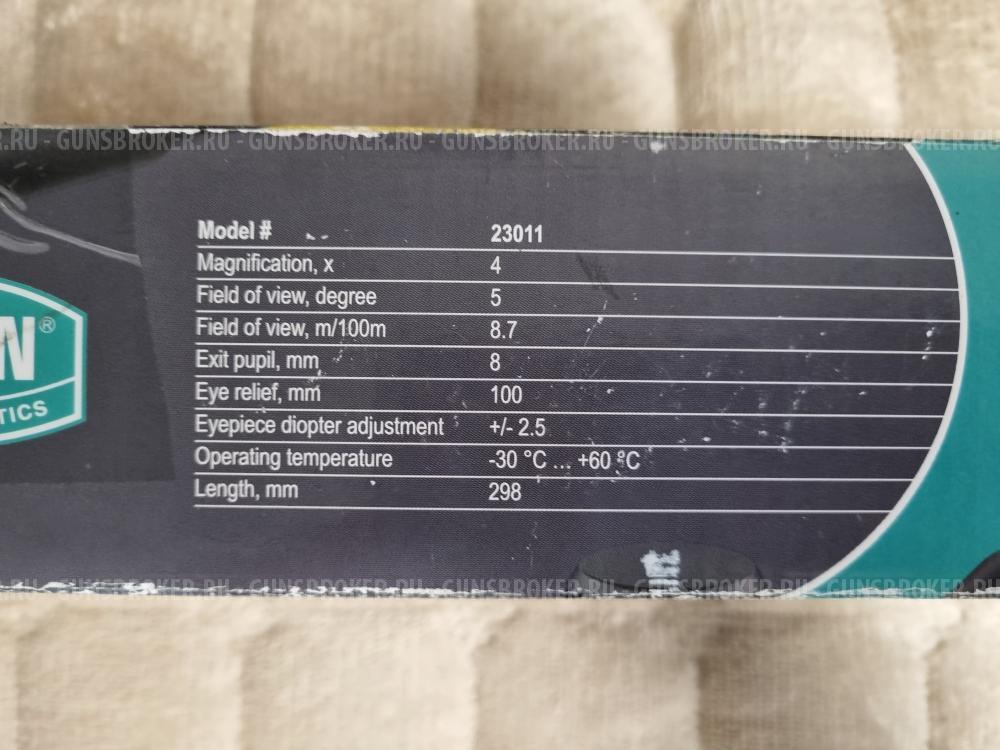 - GUNSBROKER.RU - GUNSBROKER.RU - GUNSBROKER.RU - GUNSBROKER.RU - GUNSBROKER.RU -
Model # 23011
Magnification, x 4
Field of view, degree 5
Field of view, m/100m 8.7
Exit pupil, mm 8
Eye relief, mm 100
Eyepiece diopter adjustment +/- 2.5
Operating temperature -30 °C ... +60 °C
Length, mm 298
N®
TICS
- GUNSBROKER.RU - GUNSBROKER.RU - GUNSBROKER.RU - GUNSBROKER.RU - GUNSBROKER.RU -